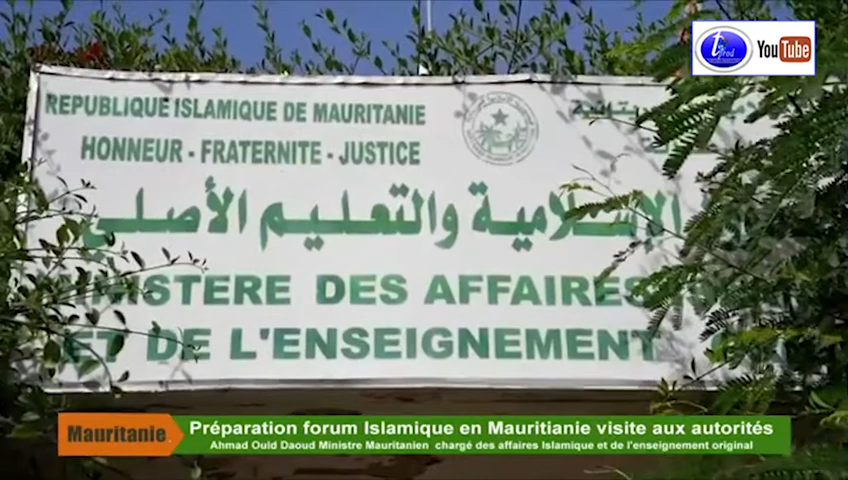 prod
YouTube
REPUBLIQUE ISLAMIQUE DE MAURITANIE
HONNEUR - FRATERNITE - JUSTICE
الإسلامية والتعليم الأصلي
MINISTERE DES AFFAIRES
ET DE L'ENSEIGNEMENT
Mauritanie
Préparation forum Islamique en Mauritianie visite aux autorités
Ahmad Ould Daoud Ministre Mauritanien chargé des affaires Islamique et de l'enseignement original